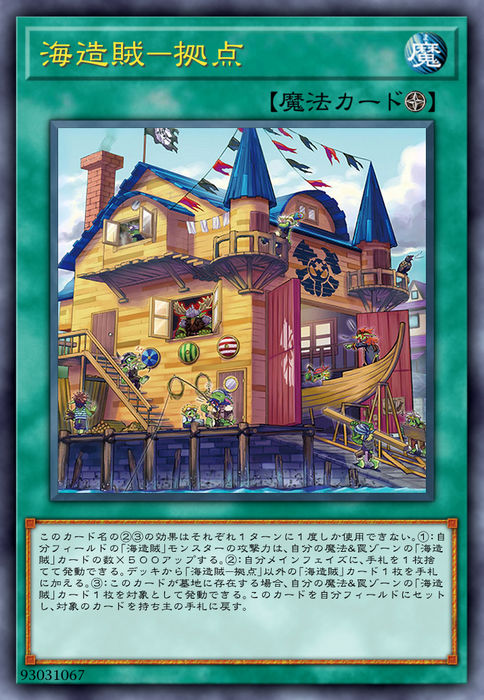 海造賊－拠点
魔
【魔法カード】
このカード名の②③の効果はそれぞれ１ターンに１度しか使用できない。①：自
分フィールドの「海造賊」モンスターの攻撃力は、自分の魔法&罠ゾーンの「海造
賊」カードの数×５００アップする。②：自分メインフェイズに、手札を１枚捨
てて発動できる。デッキから「海造賊－拠点」以外の「海造賊」カード１枚を手札
に加える。③：このカードが墓地に存在する場合、自分の魔法&罠ゾーンの「海造
賊」カード１枚を対象として発動できる。このカードを自分フィールドにセット
し、対象のカードを持ち主の手札に戻す。
93031067